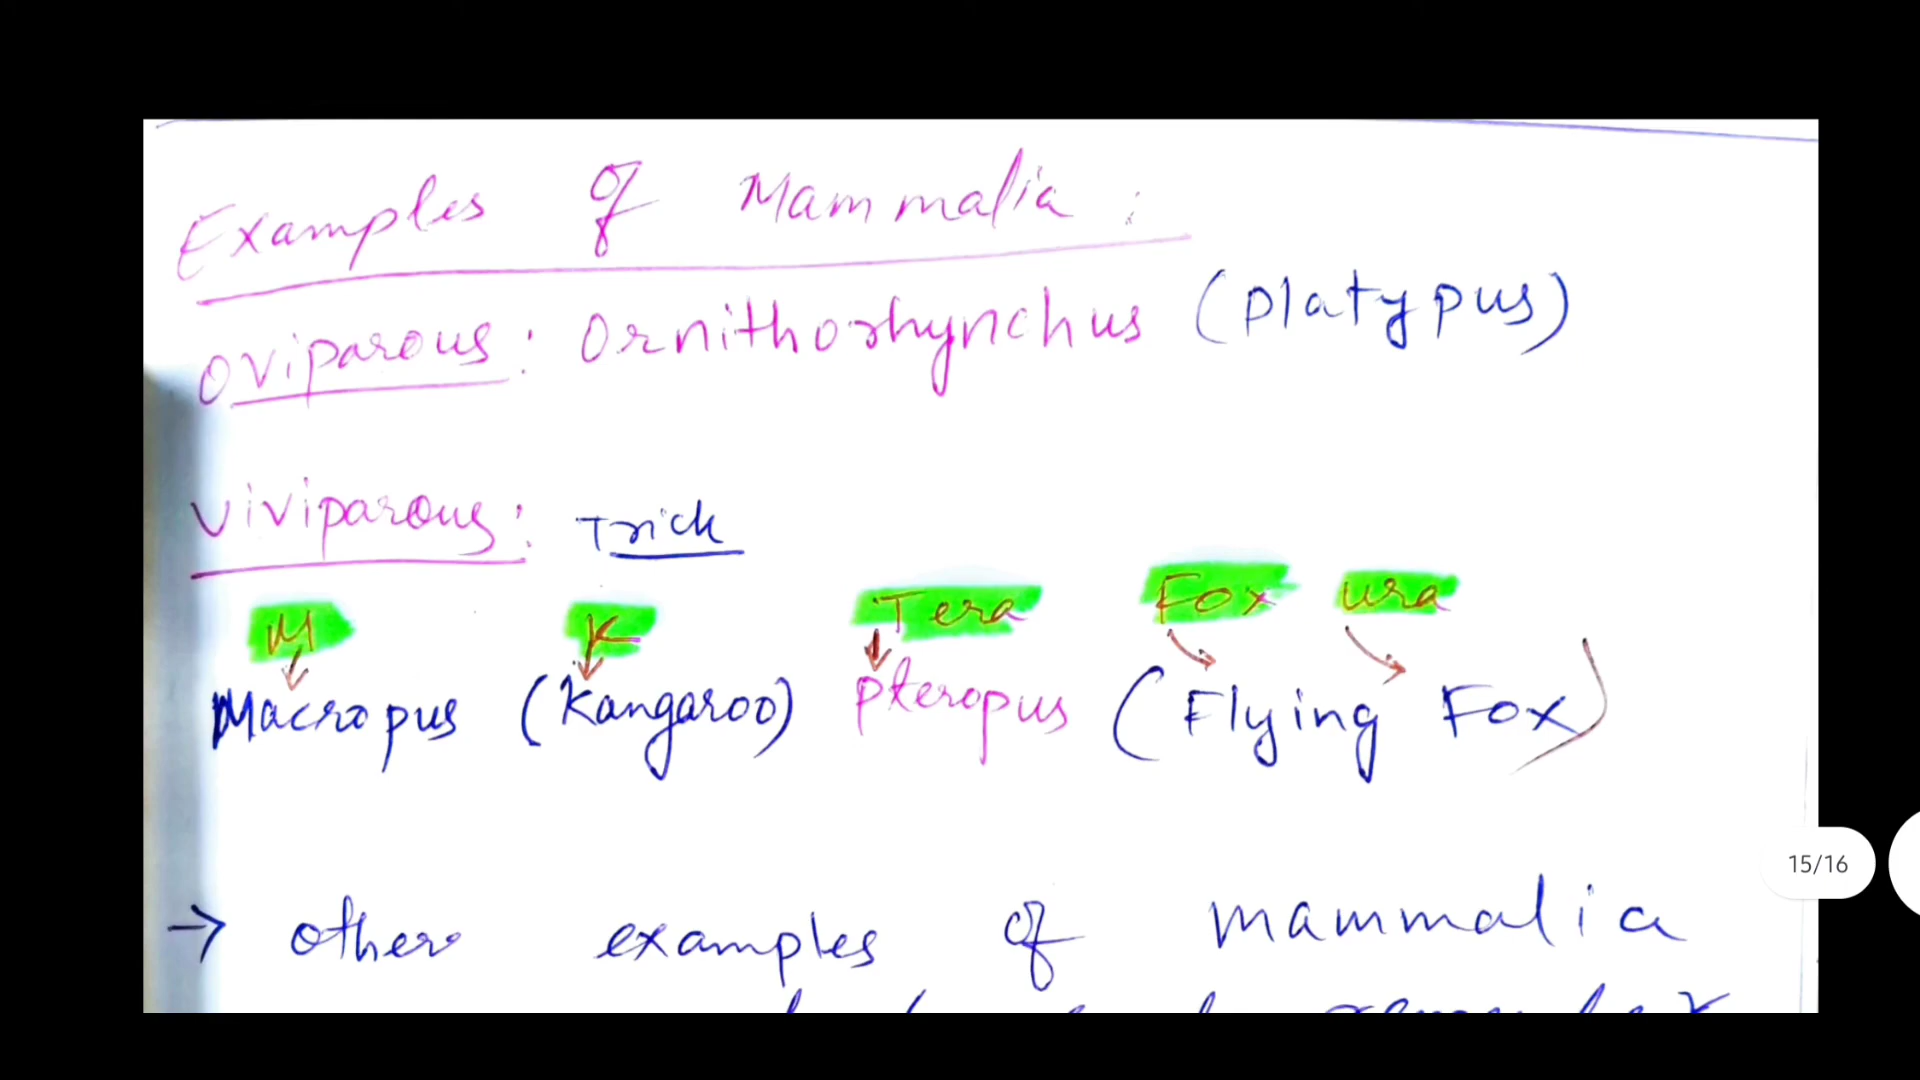 Examples of Mammalia :
Oviparous : Ornithorhynchus (Platypus)
Viviparous : Trick
M K Tera Fox ura
Macropus (Kangaroo) Pteropus (Flying Fox)
→ other examples of mammalia
15/16